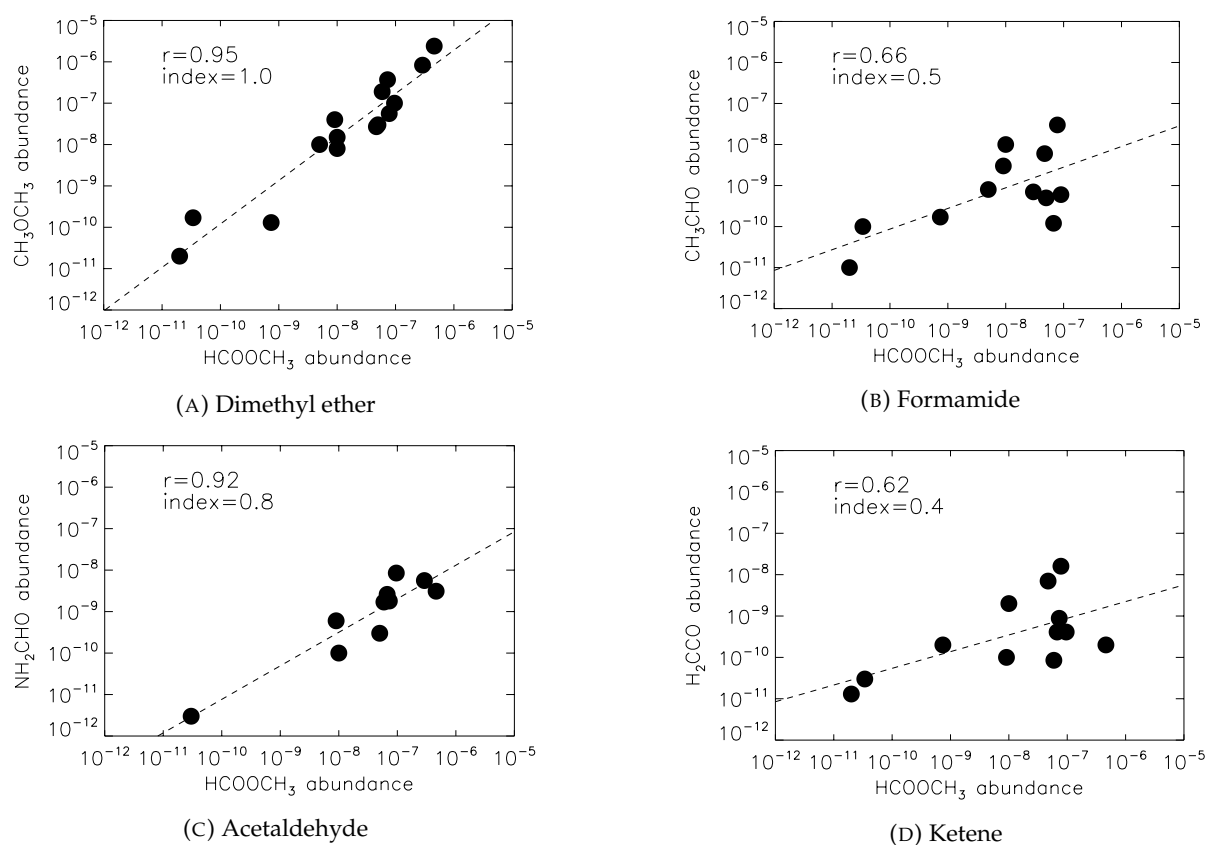 r=0.95
index=1.0
CH₃OCH₃ abundance
10⁻⁵
10⁻⁶
10⁻⁷
10⁻⁸
10⁻⁹
10⁻¹⁰
10⁻¹¹
10⁻¹²
10⁻¹² 10⁻¹¹ 10⁻¹⁰ 10⁻⁹ 10⁻⁸ 10⁻⁷ 10⁻⁶ 10⁻⁵
HCOOCH₃ abundance
(A) Dimethyl ether
r=0.66
index=0.5
CH₃CHO abundance
10⁻⁵
10⁻⁶
10⁻⁷
10⁻⁸
10⁻⁹
10⁻¹⁰
10⁻¹¹
10⁻¹²
10⁻¹² 10⁻¹¹ 10⁻¹⁰ 10⁻⁹ 10⁻⁸ 10⁻⁷ 10⁻⁶ 10⁻⁵
HCOOCH₃ abundance
(B) Formamide
r=0.92
index=0.8
NH₂CHO abundance
10⁻⁵
10⁻⁶
10⁻⁷
10⁻⁸
10⁻⁹
10⁻¹⁰
10⁻¹¹
10⁻¹²
10⁻¹² 10⁻¹¹ 10⁻¹⁰ 10⁻⁹ 10⁻⁸ 10⁻⁷ 10⁻⁶ 10⁻⁵
HCOOCH₃ abundance
(C) Acetaldehyde
r=0.62
index=0.4
H₂CCO abundance
10⁻⁵
10⁻⁶
10⁻⁷
10⁻⁸
10⁻⁹
10⁻¹⁰
10⁻¹¹
10⁻¹²
10⁻¹² 10⁻¹¹ 10⁻¹⁰ 10⁻⁹ 10⁻⁸ 10⁻⁷ 10⁻⁶ 10⁻⁵
HCOOCH₃ abundance
(D) Ketene